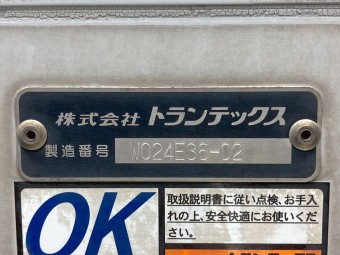 株式会社 トランテックス
製造番号 W024E36-02
OK
取扱説明書に従い点検、お手入
れの上、安全快適にお使いくだ
さい。